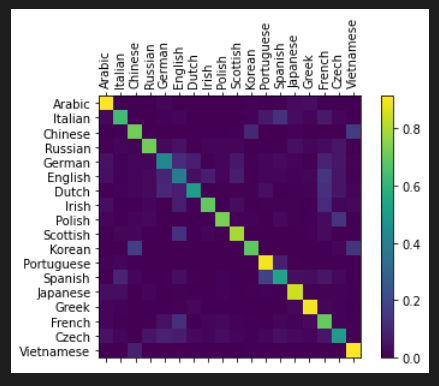 Arabic
Italian
Chinese
Russian
German
English
Dutch
Irish
Polish
Scottish
Korean
Portuguese
Spanish
Japanese
Greek
French
Czech
Vietnamese
Arabic
Italian
Chinese
Russian
German
English
Dutch
Irish
Polish
Scottish
Korean
Portuguese
Spanish
Japanese
Greek
French
Czech
Vietnamese
0.8
0.6
0.4
0.2
0.0